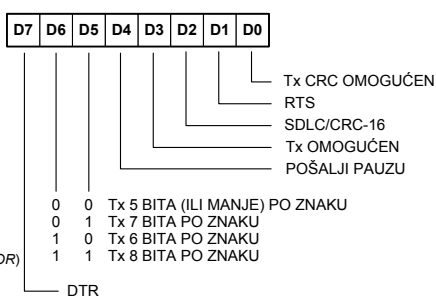 D7 D6 D5 D4 D3 D2 D1 D0
Tx CRC OMOGUĆEN
RTS
SDLC/CRC-16
Tx OMOGUĆEN
POŠALJI PAUZU
0 0 Tx 5 BITA (ILI MANJE) PO ZNAKU
0 1 Tx 7 BITA PO ZNAKU
1 0 Tx 6 BITA PO ZNAKU
1 1 Tx 8 BITA PO ZNAKU
DTR